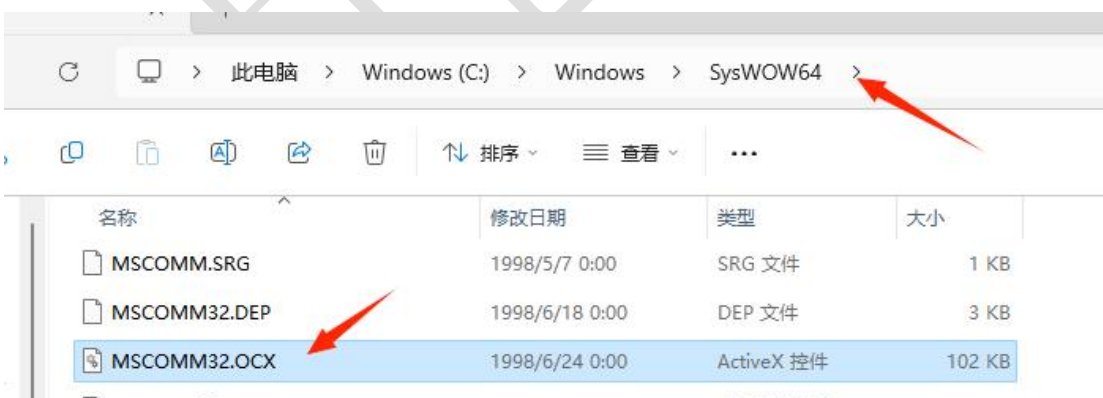 此电脑 > Windows (C:) > Windows > SysWOW64 >
排序 查看 ...
名称 修改日期 类型 大小
MSCOMM.SRG 1998/5/7 0:00 SRG 文件 1 KB
MSCOMM32.DEP 1998/6/18 0:00 DEP 文件 3 KB
MSCOMM32.OCX 1998/6/24 0:00 ActiveX 控件 102 KB